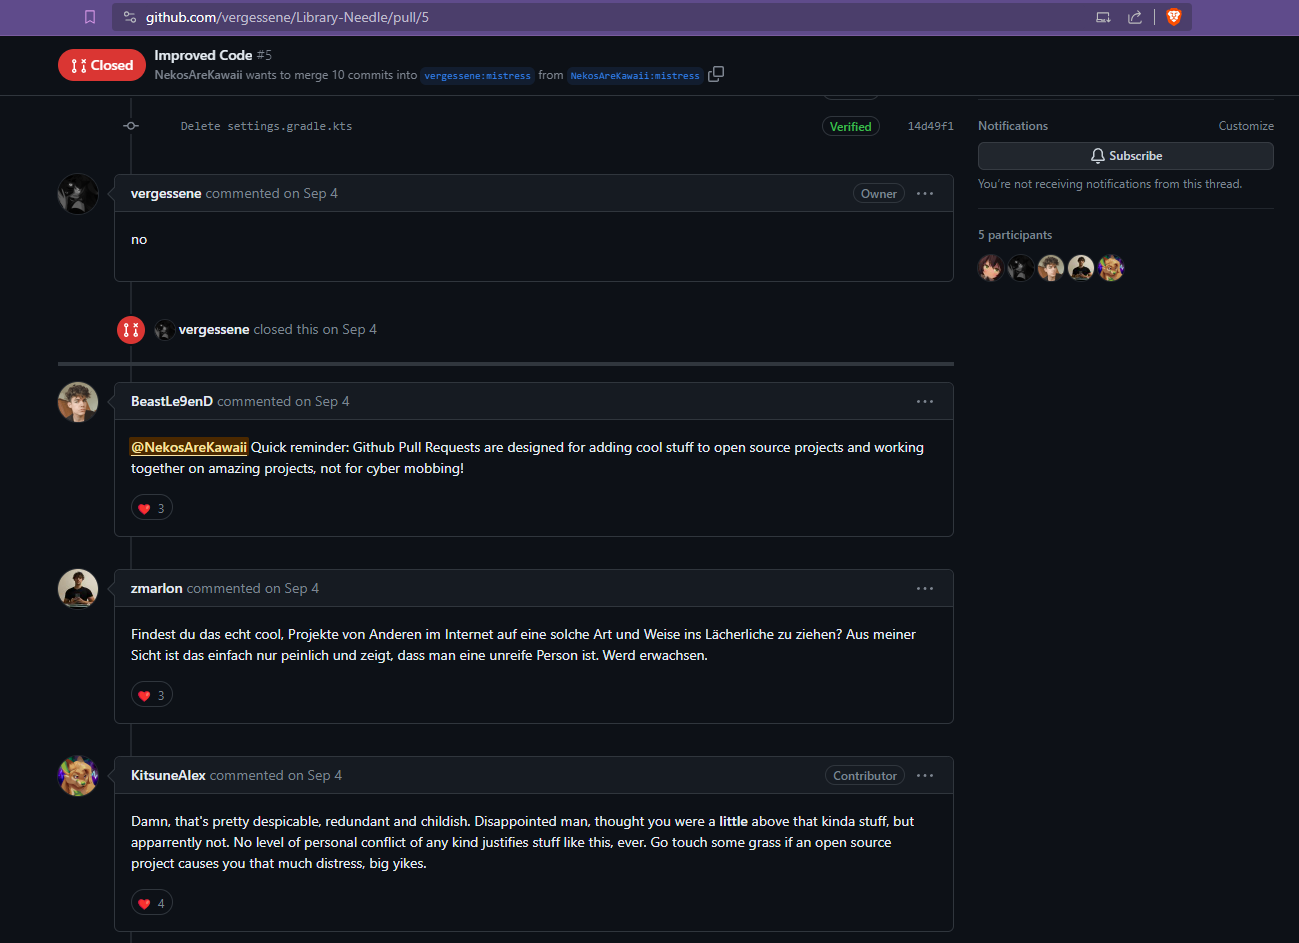 github.com/vergessene/Library-Needle/pull/5
Closed
Improved Code #5
NekosAreKawaii wants to merge 10 commits into vergessene:mistress from NekosAreKawaii:mistress
Delete settings.gradle.kts
Verified
14d49f1
vergessene commented on Sep 4
Owner
no
vergessene closed this on Sep 4
BeastLe9enD commented on Sep 4
@NekosAreKawaii Quick reminder: Github Pull Requests are designed for adding cool stuff to open source projects and working
together on amazing projects, not for cyber mobbing!
3
zmarlon commented on Sep 4
Findest du das echt cool, Projekte von Anderen im Internet auf eine solche Art und Weise ins Lächerliche zu ziehen? Aus meiner
Sicht ist das einfach nur peinlich und zeigt, dass man eine unreife Person ist. Werd erwachsen.
3
KitsuneAlex commented on Sep 4
Contributor
Damn, that's pretty despicable, redundant and childish. Disappointed man, thought you were a little above that kinda stuff, but
apparrently not. No level of personal conflict of any kind justifies stuff like this, ever. Go touch some grass if an open source
project causes you that much distress, big yikes.
4
Notifications
Customize
Subscribe
You're not receiving notifications from this thread.
5 participants